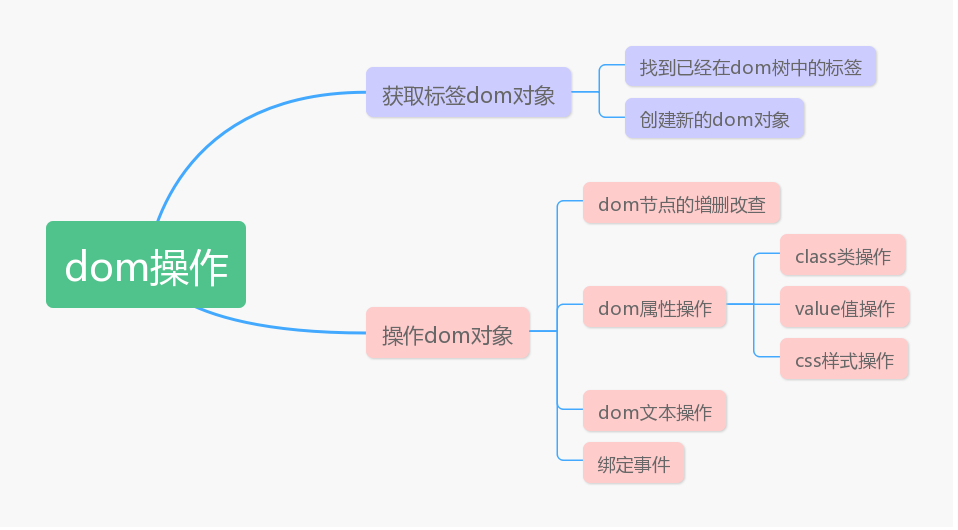 dom操作
获取标签dom对象
找到已经在dom树中的标签
创建新的dom对象
操作dom对象
dom节点的增删改查
dom属性操作
class类操作
value值操作
css样式操作
dom文本操作
绑定事件